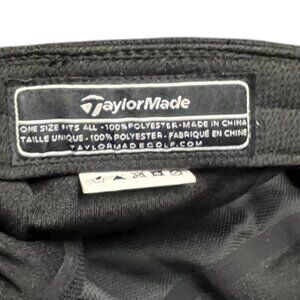 TaylorMade
ONE SIZE FITS ALL - 100% POLYESTER - MADE IN CHINA
TAILLE UNIQUE - 100% POLYESTER - FABRIQUÉ EN CHINE
TAYLORMADEGOLF.COM